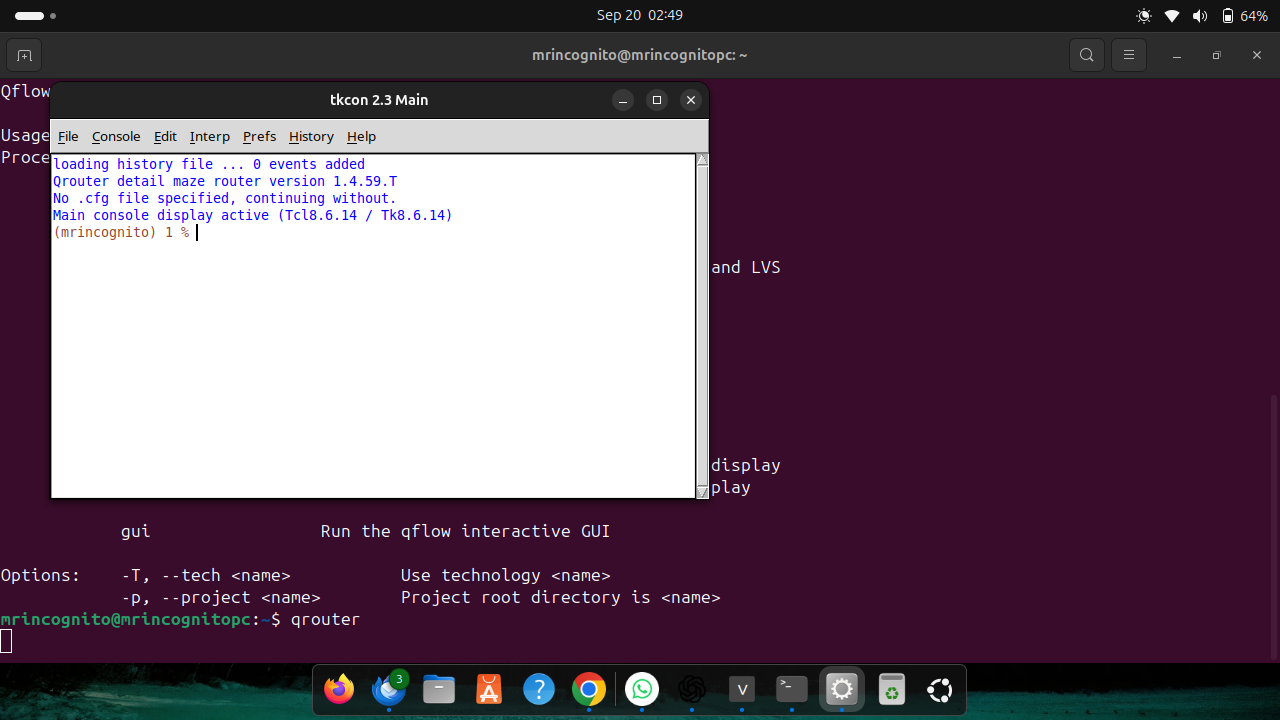 Sep 20 02:49
64%
mrincognito@mrincognitopc: ~
Qflow
tkcon 2.3 Main
Usage
File Console Edit Interp Prefs History Help
Proce
loading history file ... 0 events added
Qrouter detail maze router version 1.4.59.T
No .cfg file specified, continuing without.
Main console display active (Tcl8.6.14 / Tk8.6.14)
(mrincognito) 1 %
and LVS
display
play
gui Run the qflow interactive GUI
Options: -T, --tech <name> Use technology <name>
-p, --project <name> Project root directory is <name>
mrincognito@mrincognitopc:~$ qrouter
3
V
>_